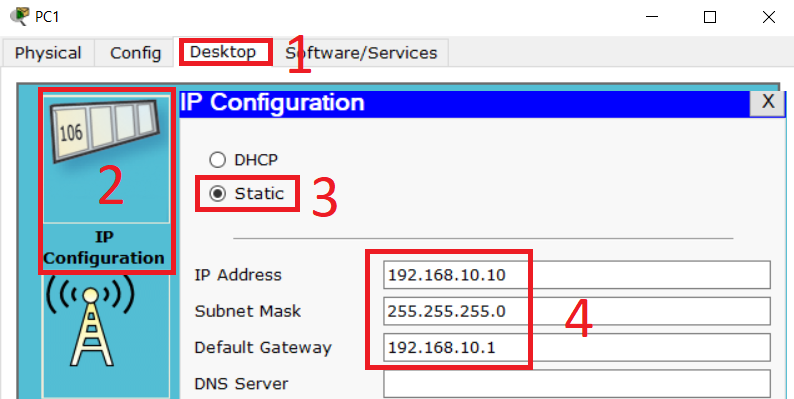 PC1
Physical Config Desktop Software/Services
1
IP Configuration X
106
2
IP
Configuration
DHCP
Static
3
IP Address 192.168.10.10
Subnet Mask 255.255.255.0
Default Gateway 192.168.10.1
4
DNS Server